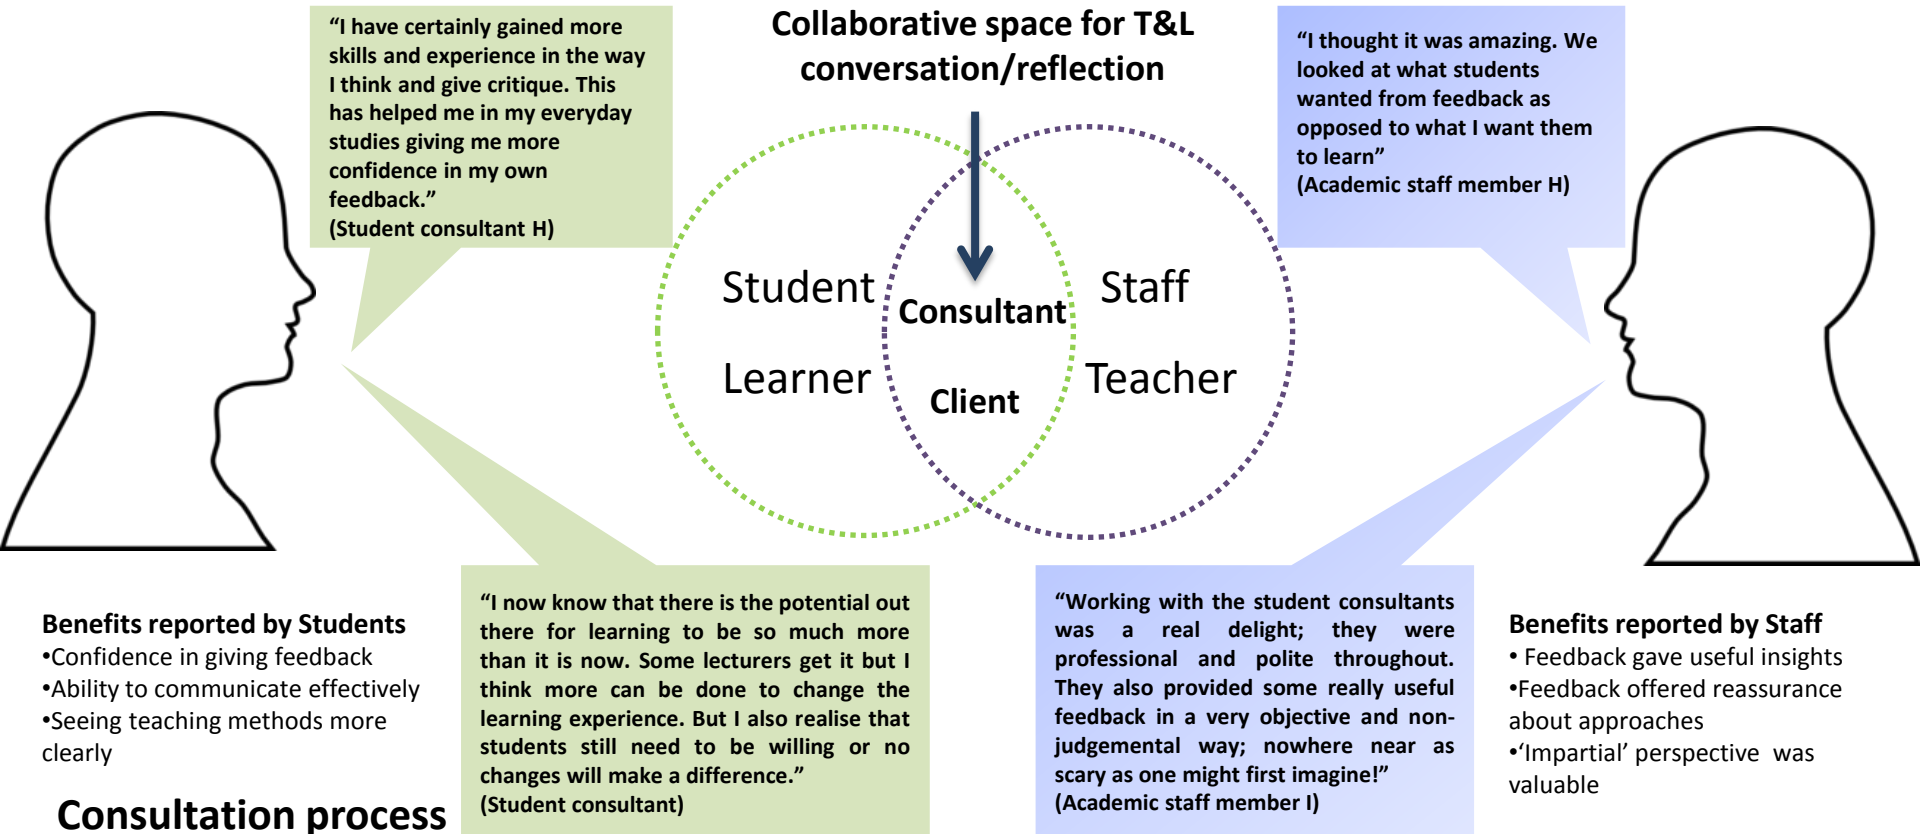 “I have certainly gained more
skills and experience in the way
I think and give critique. This
has helped me in my everyday
studies giving me more
confidence in my own
feedback.”
(Student consultant H)
Collaborative space for T&L
conversation/reflection
“I thought it was amazing. We
looked at what students
wanted from feedback as
opposed to what I want them
to learn”
(Academic staff member H)
Student
Learner
Consultant
Client
Staff
Teacher
Benefits reported by Students
•Confidence in giving feedback
•Ability to communicate effectively
•Seeing teaching methods more
clearly
“I now know that there is the potential out
there for learning to be so much more
than it is now. Some lecturers get it but I
think more can be done to change the
learning experience. But I also realise that
students still need to be willing or no
changes will make a difference.”
(Student consultant)
“Working with the student consultants
was a real delight; they were
professional and polite throughout.
They also provided some really useful
feedback in a very objective and non-
judgemental way; nowhere near as
scary as one might first imagine!”
(Academic staff member I)
Benefits reported by Staff
• Feedback gave useful insights
•Feedback offered reassurance
about approaches
•‘Impartial’ perspective was
valuable
Consultation process